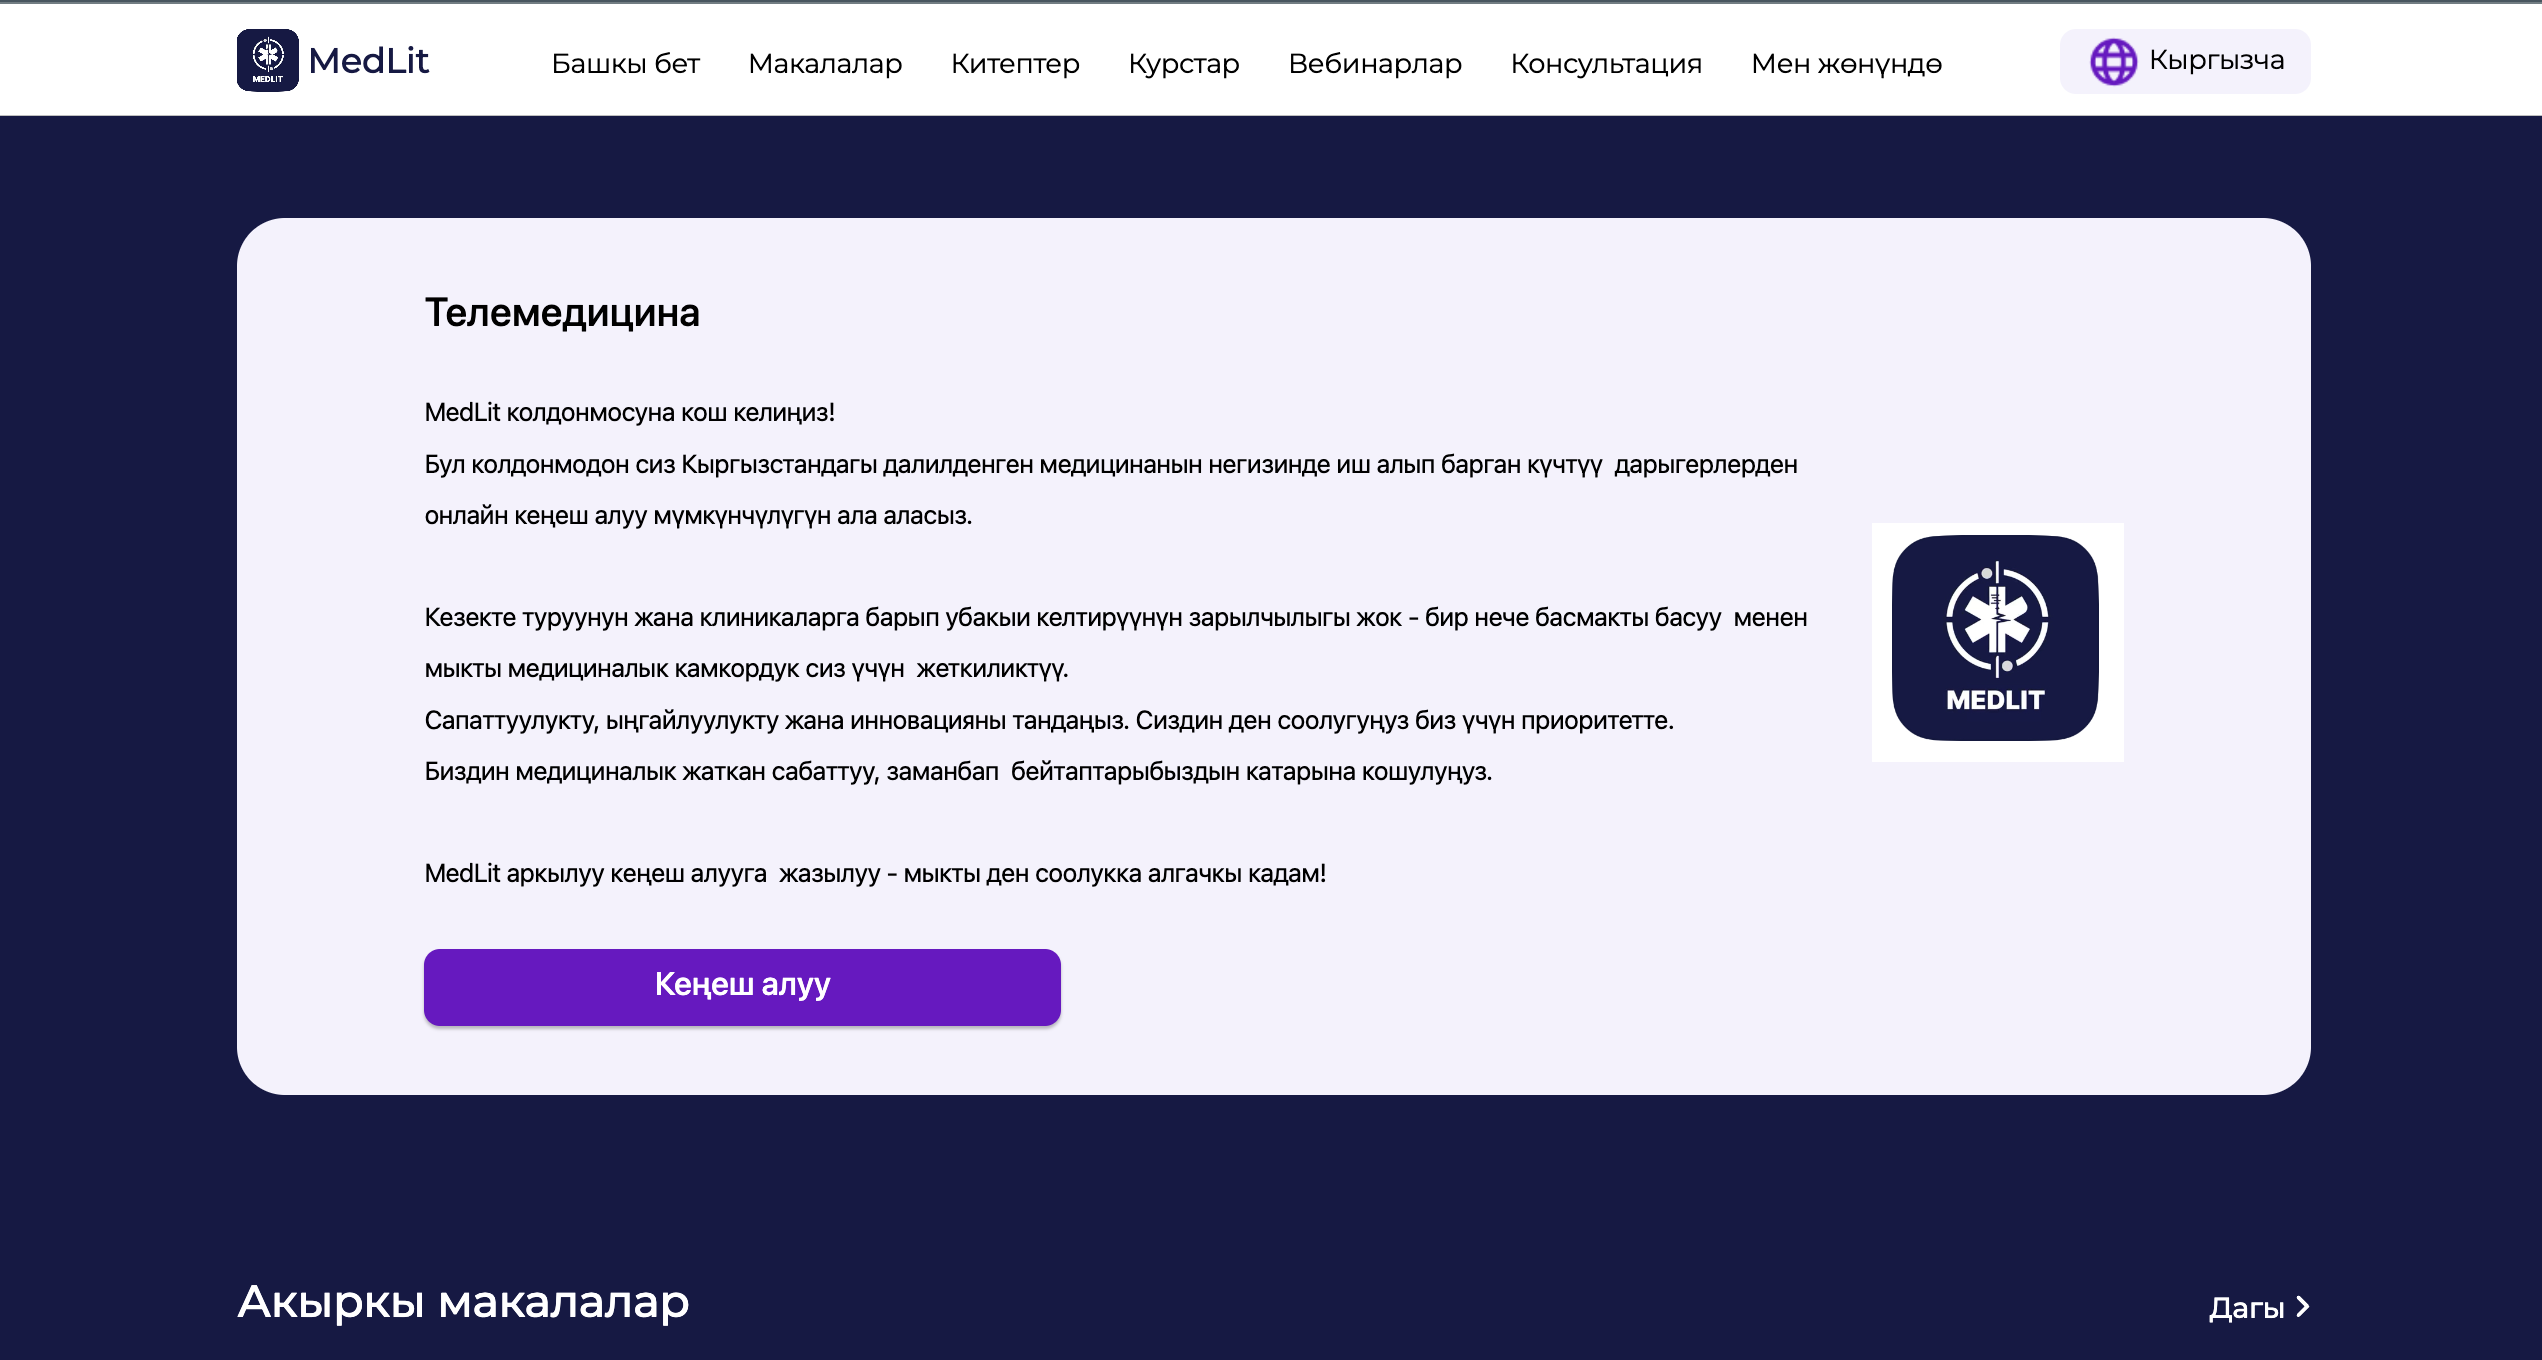 MEDLIT
MedLit
Башкы бет
Макалалар
Китептер
Курстар
Вебинарлар
Консультация
Мен жөнүндө
Кыргызча
Телемедицина
MedLit колдонмосуна кош келиңиз!
Бул колдонмодон сиз Кыргызстандагы далилденген медицинанын негизинде иш алып барган күчтүү  дарыгерлерден
онлайн кеңеш алуу мүмкүнчүлүгүн ала аласыз.
Кезекте туруунун жана клиникаларга барып убакыи келтирүүнүн зарылчылыгы жок - бир нече басмакты басуу  менен
мыкты медициналык камкордук сиз үчүн  жеткиликтүү.
Сапаттуулукту, ыңгайлуулукту жана инновацияны тандаңыз. Сиздин ден соолугуңуз биз үчүн приоритетте.
Биздин медициналык жаткан сабаттуу, заманбап  бейтаптарыбыздын катарына кошулуңуз.
MedLit аркылуу кеңеш алууга  жазылуу - мыкты ден соолукка алгачкы кадам!
MEDLIT
Кеңеш алуу
Акыркы макалалар
Дагы